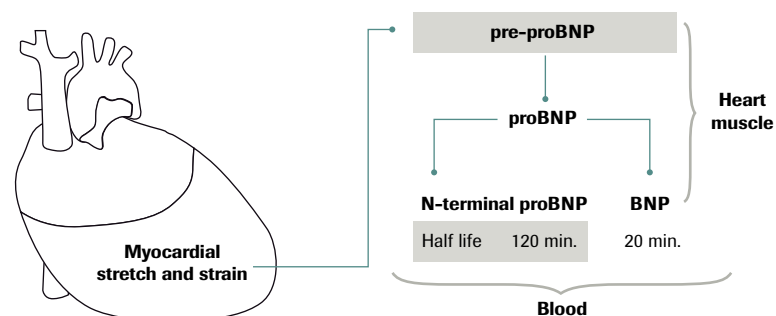 pre-proBNP
proBNP
Heart
muscle
N-terminal proBNP BNP
Half life 120 min. 20 min.
Myocardial
stretch and strain
Blood